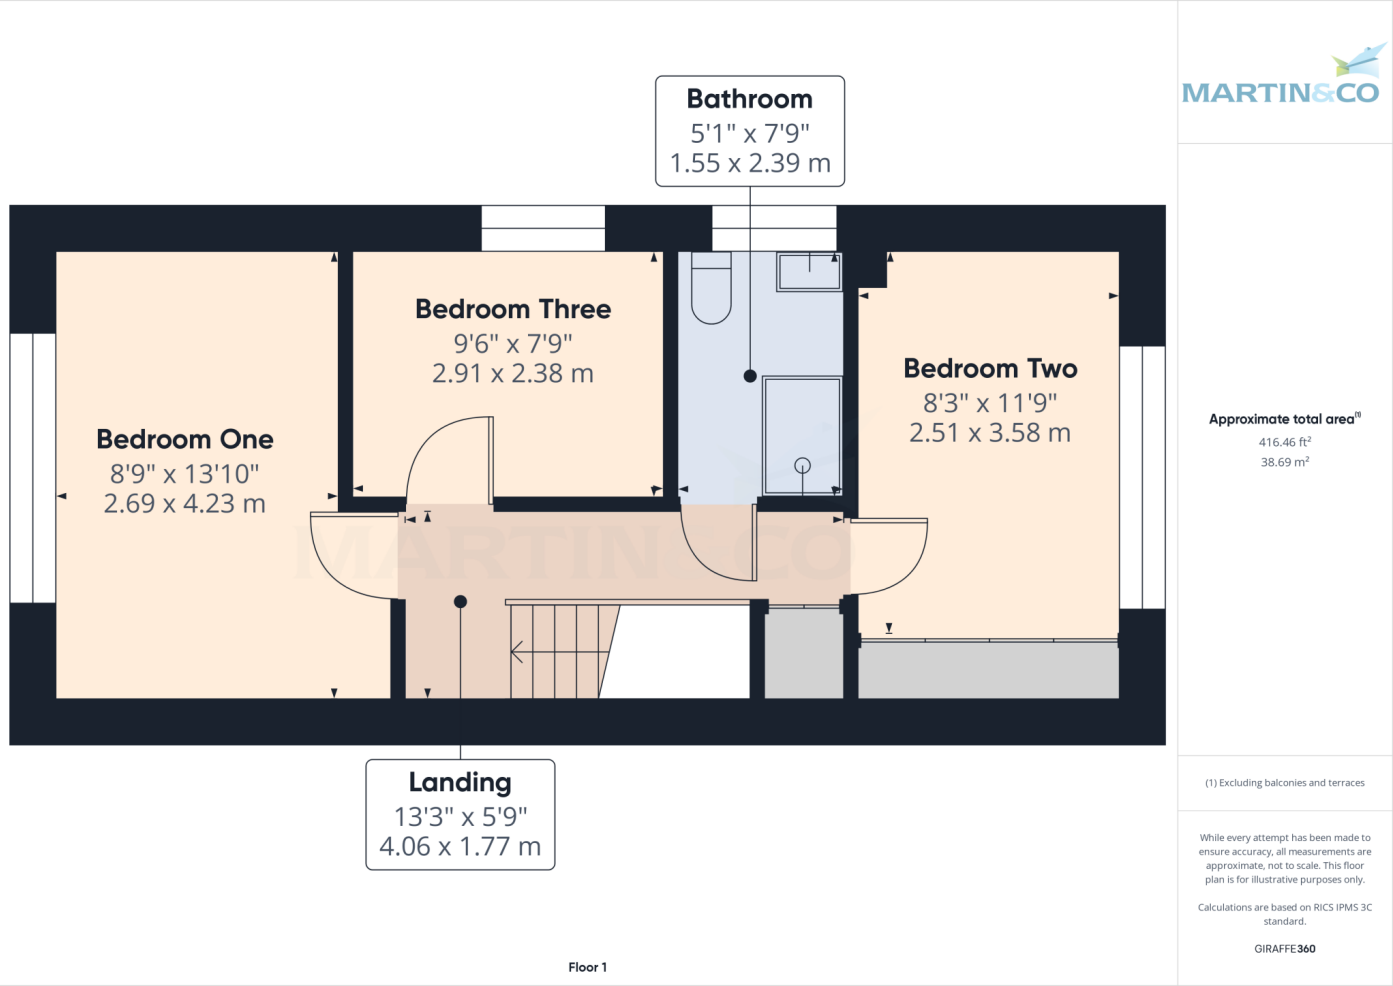 Bathroom
5'1" x 7'9"
1.55 x 2.39 m
Bedroom Three
9'6" x 7'9"
2.91 x 2.38 m
Bedroom Two
8'3" x 11'9"
2.51 x 3.58 m
Bedroom One
8'9" x 13'10"
2.69 x 4.23 m
MARTIN&CO
Landing
13'3" x 5'9"
4.06 x 1.77 m
Floor 1
MARTIN&CO
Approximate total area(1)
416.46 ft²
38.69 m²
(1) Excluding balconies and terraces
While every attempt has been made to
ensure accuracy, all measurements are
approximate, not to scale. This floor
plan is for illustrative purposes only.
Calculations are based on RICS IPMS 3C
standard.
GIRAFFE360